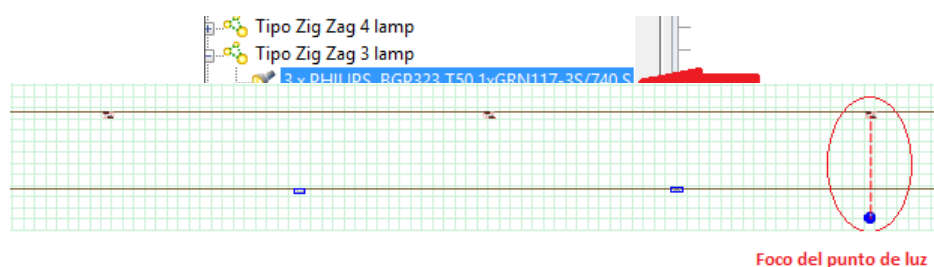 Tipo Zig Zag 4 lamp
Tipo Zig Zag 3 lamp
3 x PHILIPS BGP323 T50 1xGRN117-3S/740 S
Foco del punto de luz